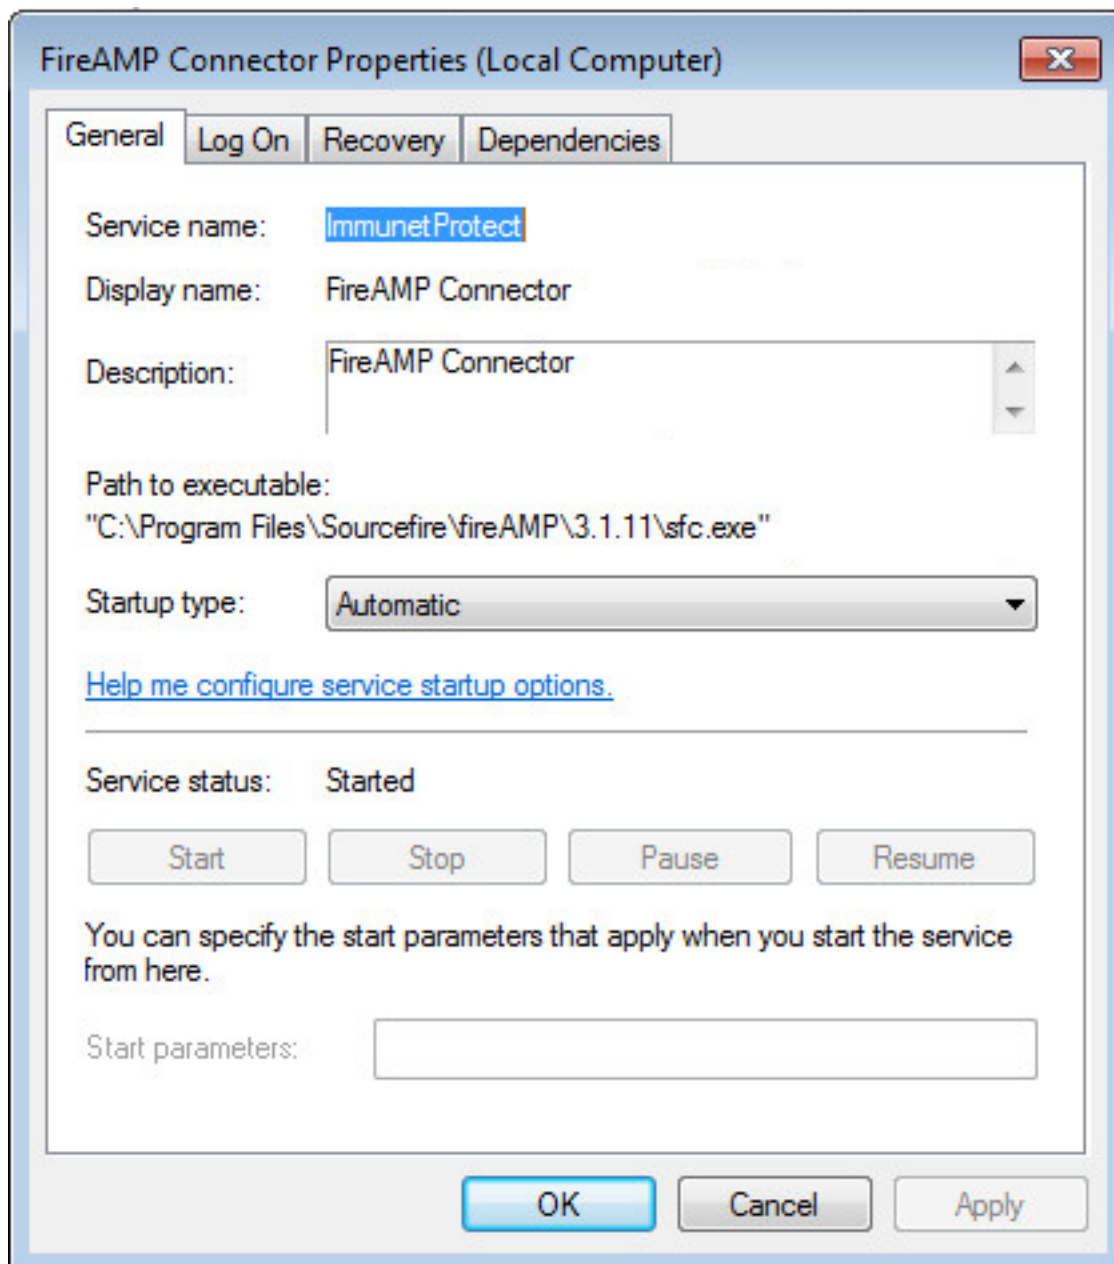 FireAMP Connector Properties (Local Computer)
General Log On Recovery Dependencies
Service name: ImmunetProtect
Display name: FireAMP Connector
Description: FireAMP Connector
Path to executable:
"C:\Program Files\Sourcefire\fireAMP\3.1.11\sfc.exe"
Startup type: Automatic
Help me configure service startup options.
Service status: Started
Start Stop Pause Resume
You can specify the start parameters that apply when you start the service
from here.
Start parameters:
OK Cancel Apply